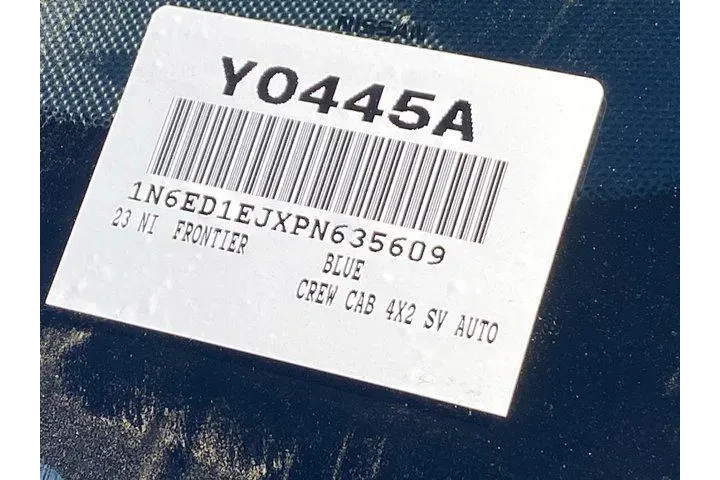 NISSAN
Y0445A
1N6ED1EJXPN635609
23 NI FRONTIER
BLUE
CREW CAB 4X2 SV AUTO